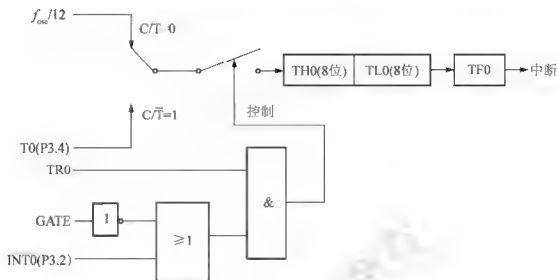 fosc/12
C/T=0
TH0(8位) TL0(8位)
TF0
中断
C/T̅=1
控制
T0(P3.4)
TR0
&
GATE
1
≥1
INT0(P3.2)